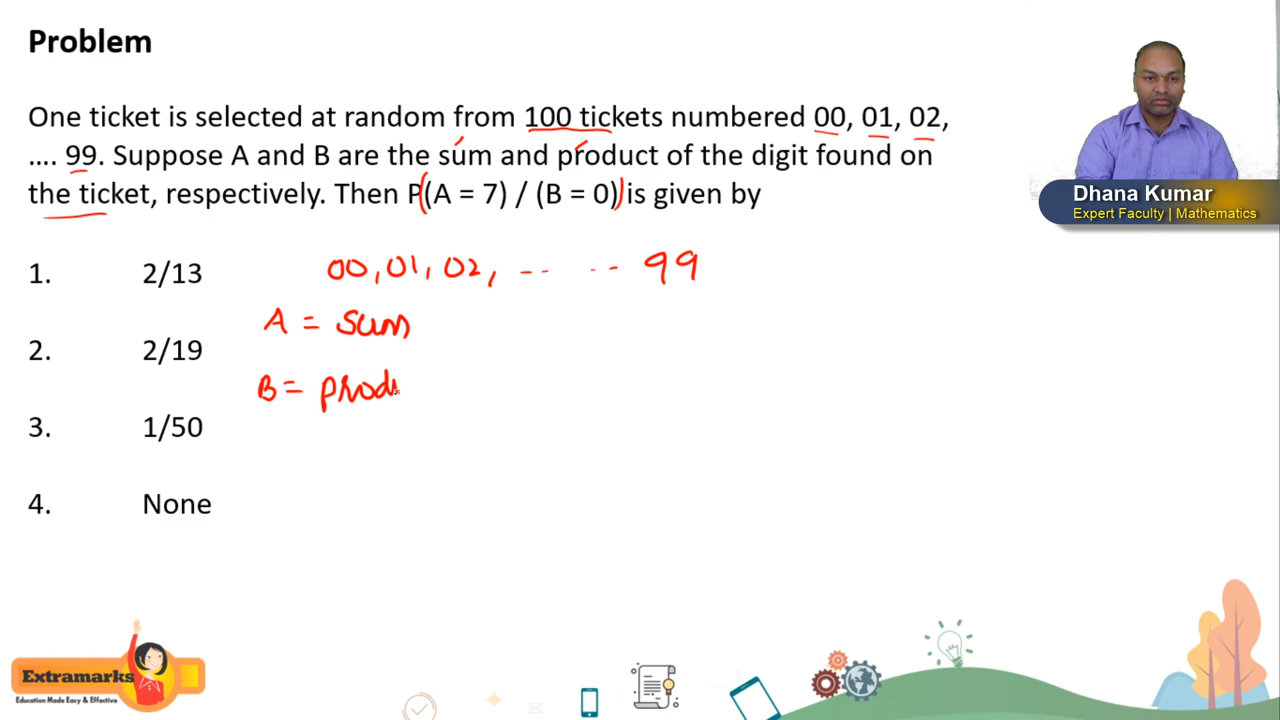 Problem
One ticket is selected at random from 100 tickets numbered 00, 01, 02,
.... 99. Suppose A and B are the sum and product of the digit found on
the ticket, respectively. Then P((A = 7) / (B = 0)) is given by
Dhana Kumar
Expert Faculty | Mathematics
1. 2/13
00, 01, 02, -- -- 99
A = sum
2. 2/19
B = prod
3. 1/50
4. None
Extramarks
Education Made Easy & Effective